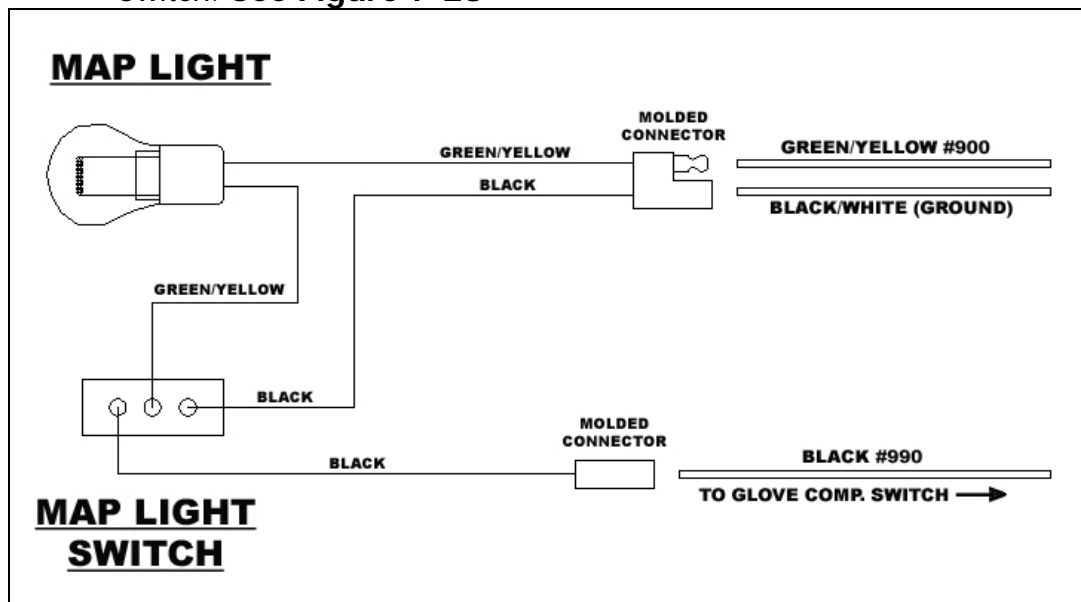 MAP LIGHT
MOLDED
CONNECTOR
GREEN/YELLOW
GREEN/YELLOW #900
BLACK
BLACK/WHITE (GROUND)
GREEN/YELLOW
BLACK
MOLDED
CONNECTOR
BLACK
BLACK #990
TO GLOVE COMP. SWITCH
MAP LIGHT
SWITCH